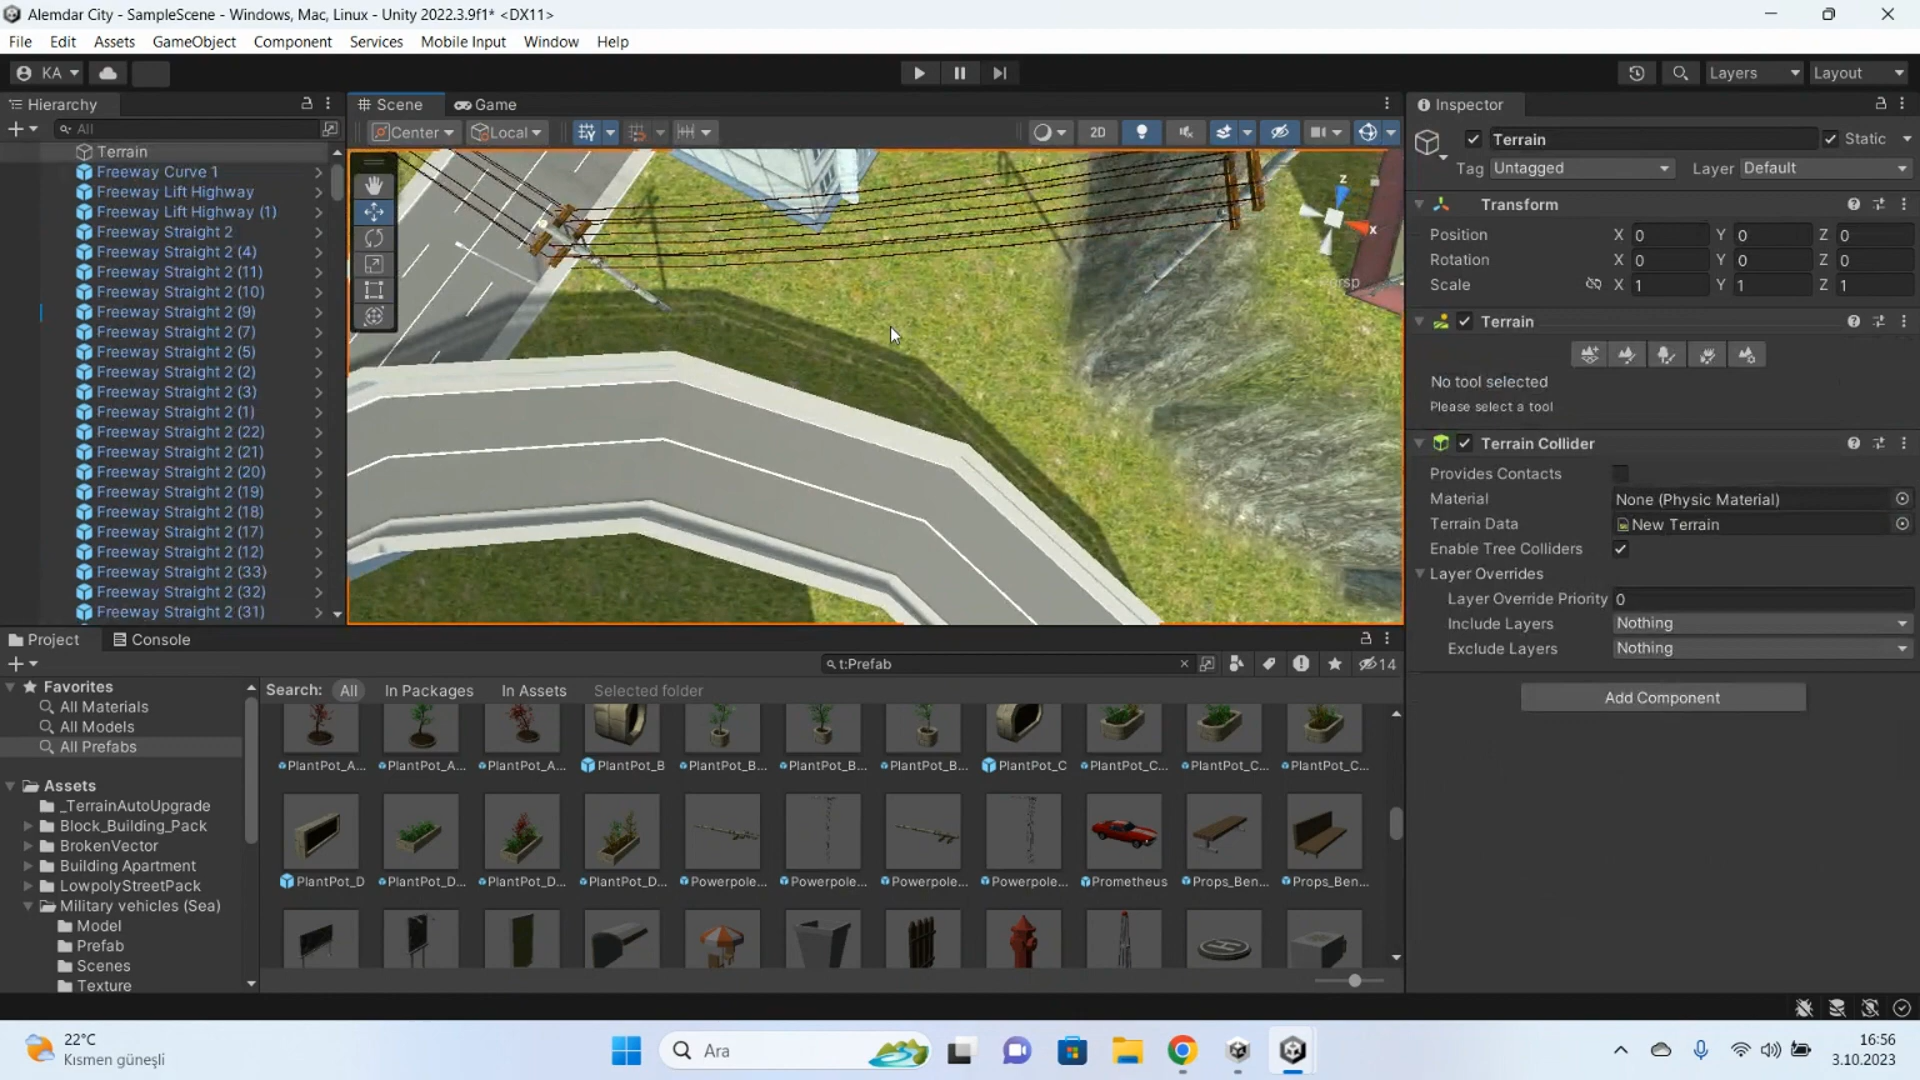 Alemdar City - SampleScene - Windows, Mac, Linux - Unity 2022.3.9f1* <DX11>
File Edit Assets GameObject Component Services Mobile Input Window Help
KA
Layers
Layout
Hierarchy
All
Terrain
Freeway Curve 1
Freeway Lift Highway
Freeway Lift Highway (1)
Freeway Straight 2
Freeway Straight 2 (4)
Freeway Straight 2 (11)
Freeway Straight 2 (10)
Freeway Straight 2 (9)
Freeway Straight 2 (7)
Freeway Straight 2 (5)
Freeway Straight 2 (2)
Freeway Straight 2 (3)
Freeway Straight 2 (1)
Freeway Straight 2 (22)
Freeway Straight 2 (21)
Freeway Straight 2 (20)
Freeway Straight 2 (19)
Freeway Straight 2 (18)
Freeway Straight 2 (17)
Freeway Straight 2 (12)
Freeway Straight 2 (33)
Freeway Straight 2 (32)
Freeway Straight 2 (31)
Scene Game
Center Local 2D
z
x
Persp
Inspector
Terrain Static
Tag Untagged Layer Default
Transform
Position X 0 Y 0 Z 0
Rotation X 0 Y 0 Z 0
Scale X 1 Y 1 Z 1
Terrain
No tool selected
Please select a tool
Terrain Collider
Provides Contacts
Material None (Physic Material)
Terrain Data New Terrain
Enable Tree Colliders
Layer Overrides
Layer Override Priority 0
Include Layers Nothing
Exclude Layers Nothing
Add Component
Project Console
t:Prefab
14
Favorites
All Materials
All Models
All Prefabs
Assets
_TerrainAutoUpgrade
Block_Building_Pack
BrokenVector
Building Apartment
LowpolyStreetPack
Military vehicles (Sea)
Model
Prefab
Scenes
Texture
Search: All In Packages In Assets Selected folder
PlantPot_A... PlantPot_A... PlantPot_A... PlantPot_B PlantPot_B... PlantPot_B... PlantPot_B... PlantPot_C PlantPot_C... PlantPot_C... PlantPot_C...
PlantPot_D PlantPot_D... PlantPot_D... PlantPot_D... Powerpole... Powerpole... Powerpole... Powerpole... Prometheus Props_Ben... Props_Ben...
22°C
Kısmen güneşli
Ara
16:56
3.10.2023